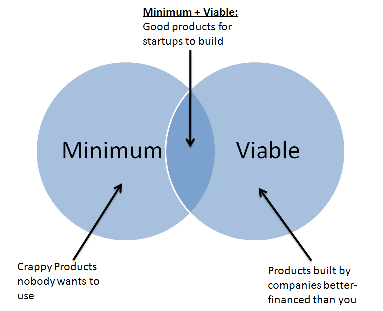 Minimum + Viable:
Good products for
startups to build
Minimum
Viable
Crappy Products
nobody wants to
use
Products built by
companies better-
financed than you